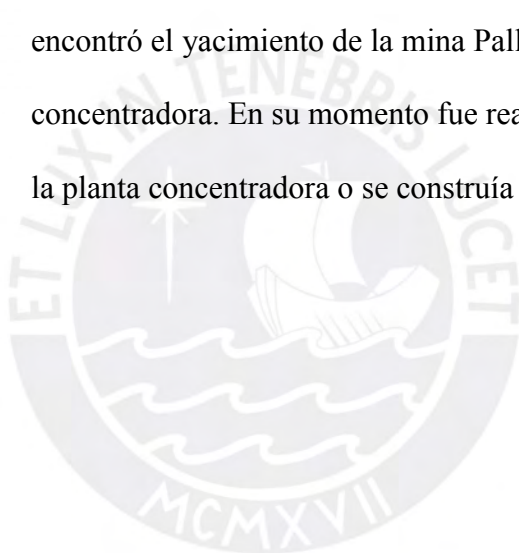 encontró el yacimiento de la mina Pall
concentradora. En su momento fue rea
la planta concentradora o se construía
ET LUX IN TENEBRIS LUCET
MCMXVII